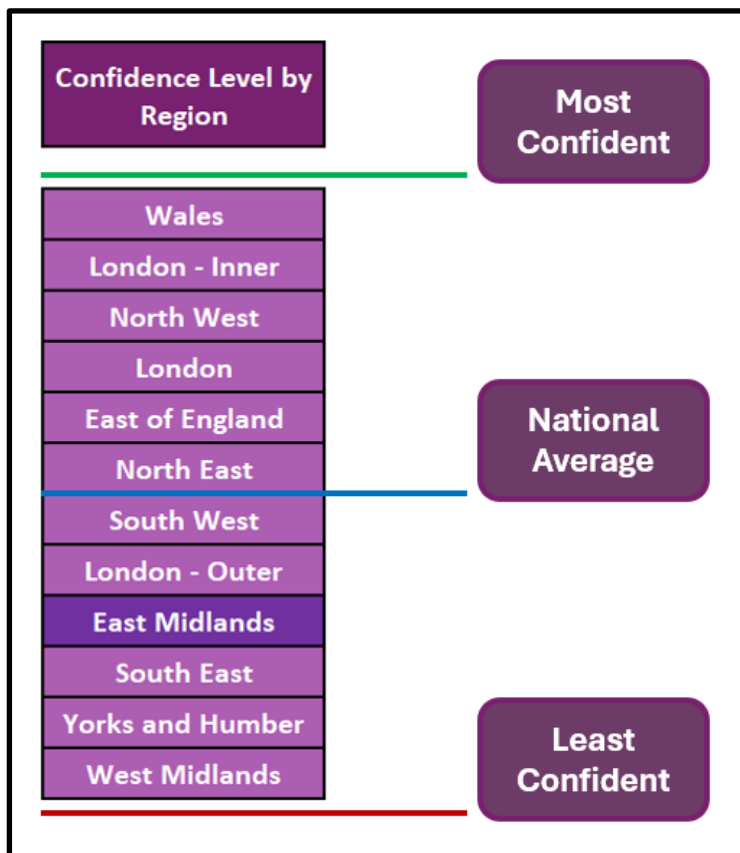 Confidence Level by
Region
Most
Confident
Wales
London - Inner
North West
London
East of England
North East
National
Average
South West
London - Outer
East Midlands
South East
Yorks and Humber
West Midlands
Least
Confident